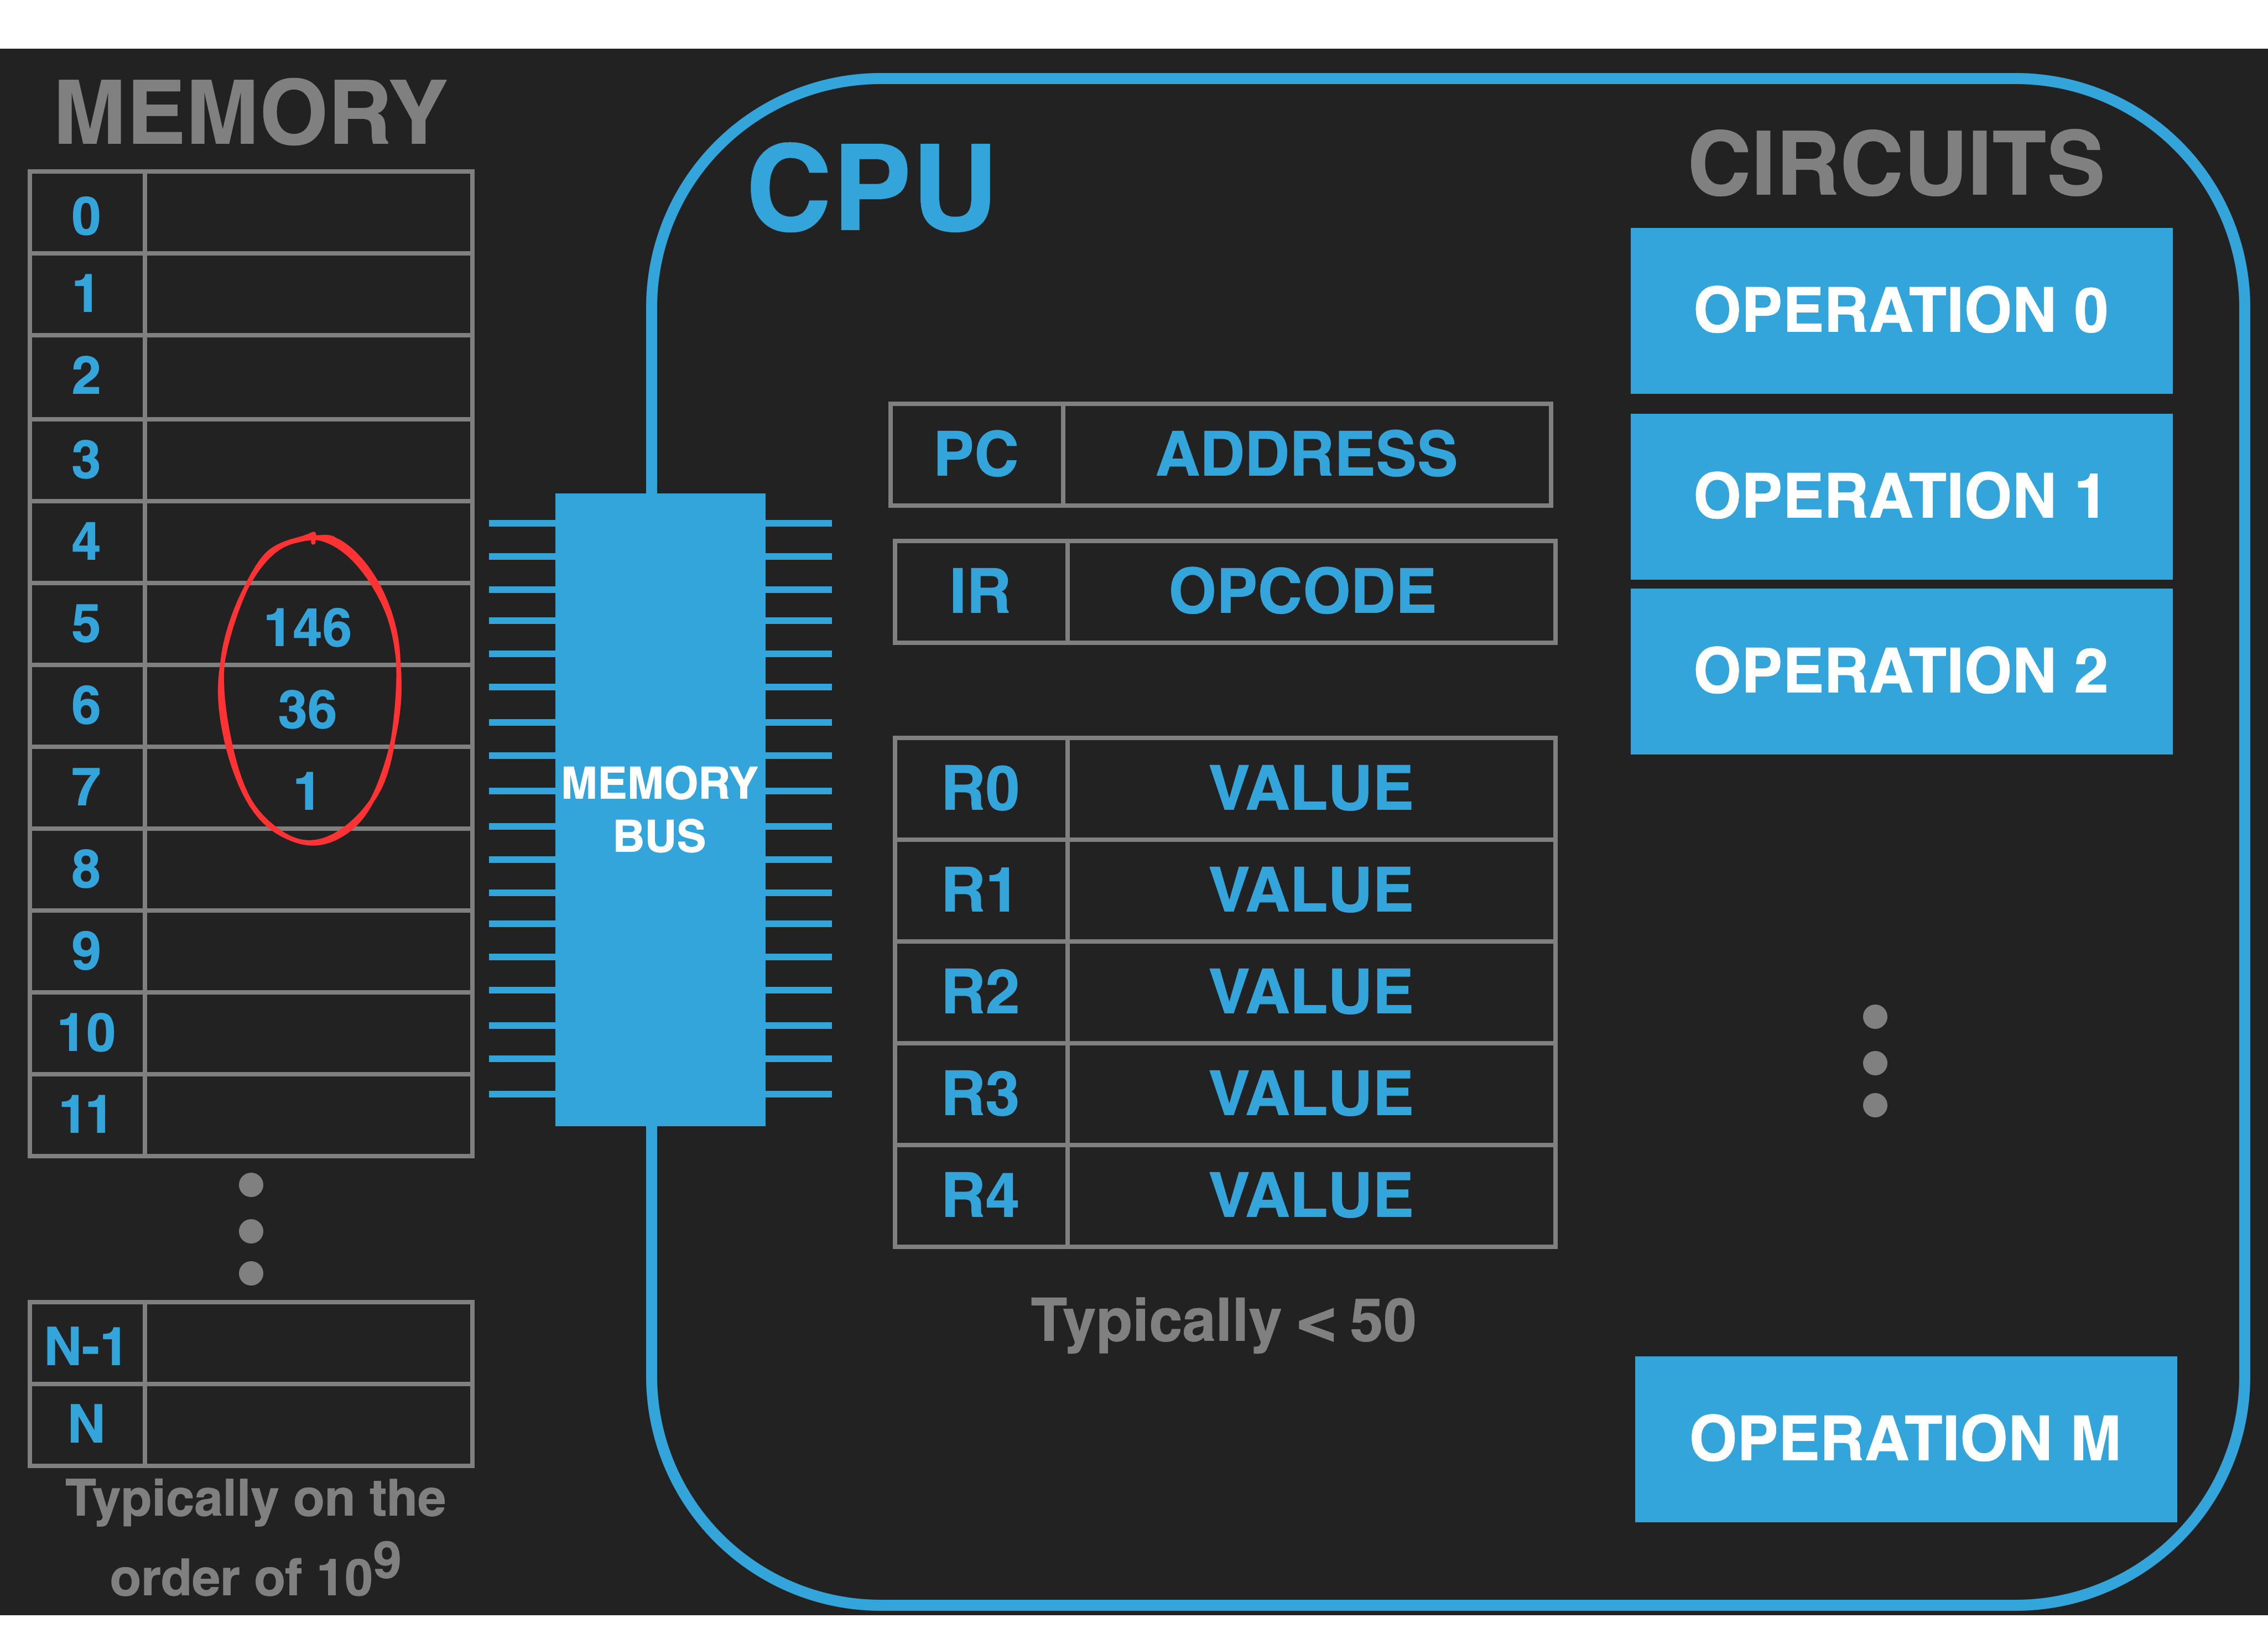 MEMORY
0
1
2
3
4
5 146
6 36
7 1
8
9
10
11
N-1
N
Typically on the
order of 10⁹
MEMORY
BUS
CPU
PC ADDRESS
IR OPCODE
R0 VALUE
R1 VALUE
R2 VALUE
R3 VALUE
R4 VALUE
Typically < 50
CIRCUITS
OPERATION 0
OPERATION 1
OPERATION 2
OPERATION M